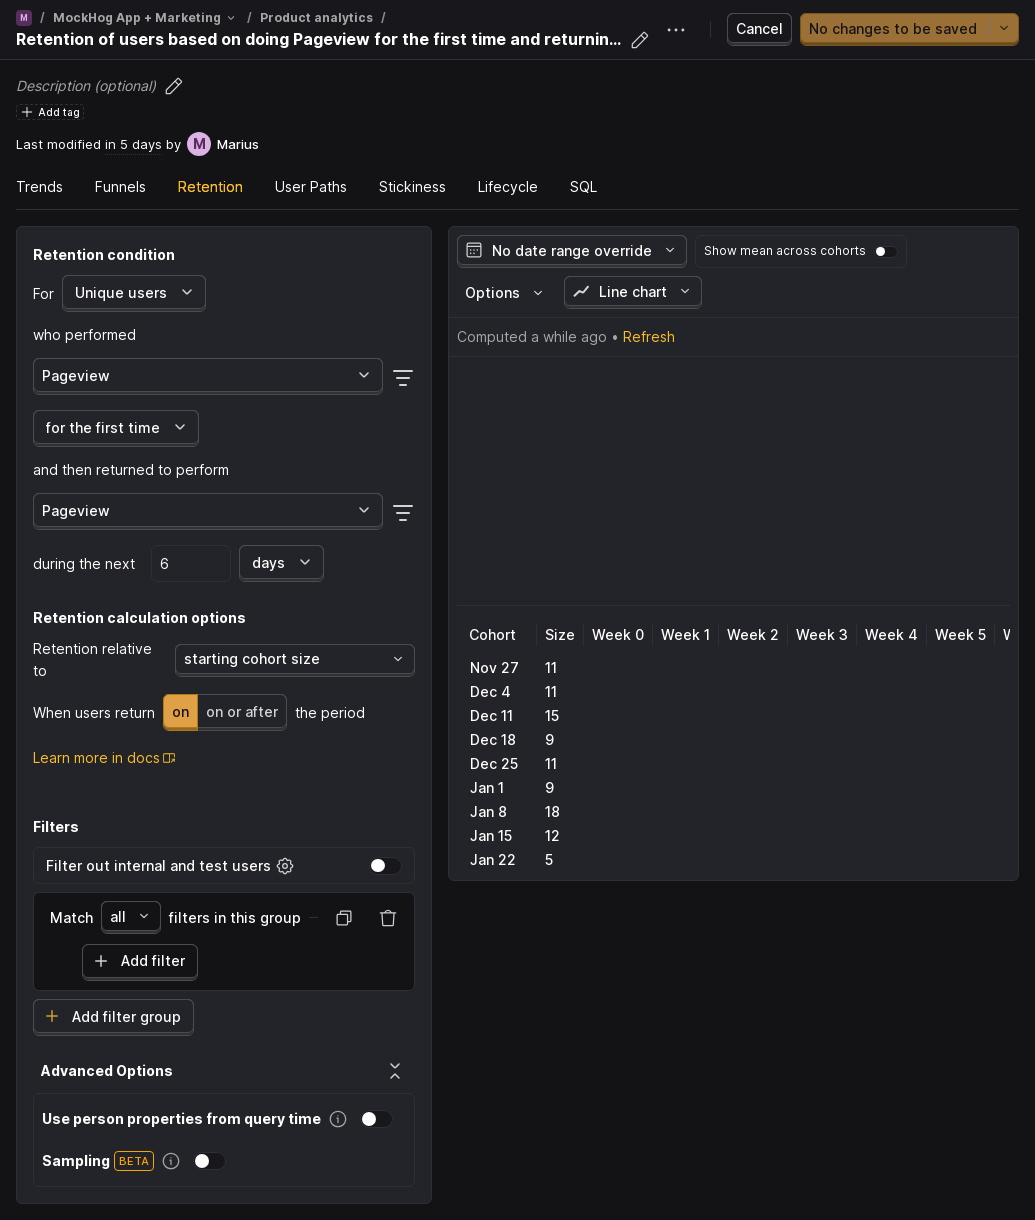 M / MockHog App + Marketing / Product analytics /
Retention of users based on doing Pageview for the first time and returnin...
Cancel
No changes to be saved
Description (optional)
Add tag
Last modified in 5 days by M Marius
Trends Funnels Retention User Paths Stickiness Lifecycle SQL
Retention condition
For Unique users
who performed
Pageview
for the first time
and then returned to perform
Pageview
during the next 6 days
Retention calculation options
Retention relative
to
starting cohort size
When users return on on or after the period
Learn more in docs
Filters
Filter out internal and test users
Match all filters in this group
Add filter
Add filter group
Advanced Options
Use person properties from query time
Sampling BETA
No date range override
Show mean across cohorts
Options
Line chart
Computed a while ago • Refresh
Cohort Size Week 0 Week 1 Week 2 Week 3 Week 4 Week 5
Nov 27 11
Dec 4 11
Dec 11 15
Dec 18 9
Dec 25 11
Jan 1 9
Jan 8 18
Jan 15 12
Jan 22 5